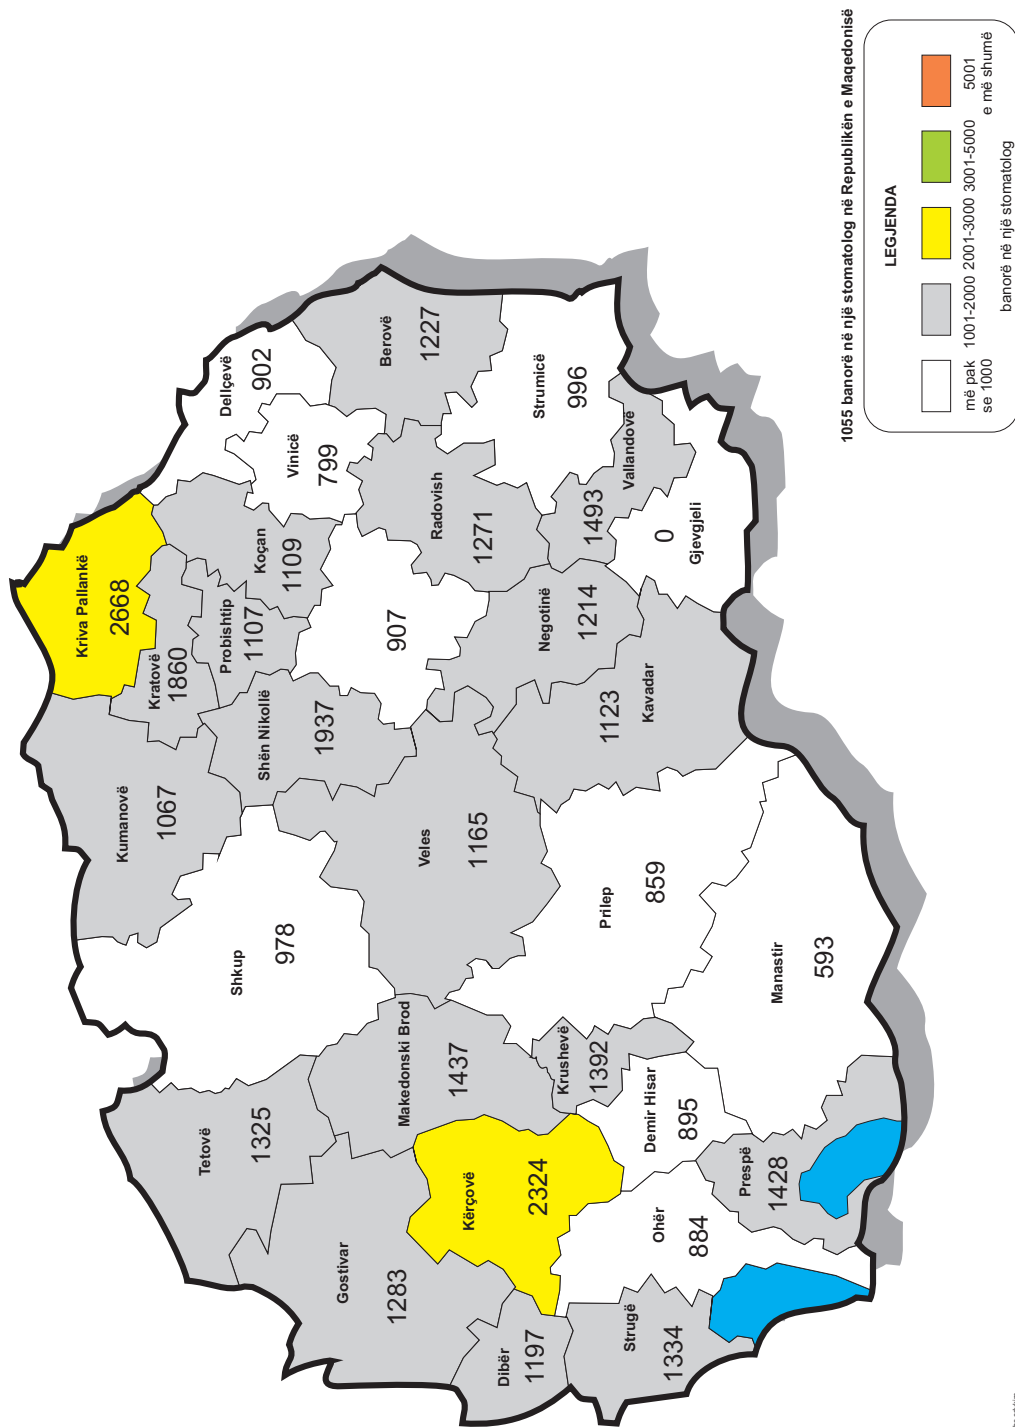 Tetovë
1325
Gostivar
1283
Dibër
1197
Kërçovë
2324
Strugë
1334
Ohër
884
Prespë
1428
Demir Hisar
895
Krushevë
1392
Makedonski Brod
1437
Shkup
978
Kumanovë
1067
Kriva Pallankë
2668
Kratovë
1860
Probishtip
1107
Shën Nikollë
1937
Veles
1165
Prilep
859
Manastir
593
Kavadar
1123
Negotinë
1214
907
Koçan
1109
Vinicë
799
Dellçevë
902
Berovë
1227
Radovish
1271
Strumicë
996
Vallandovë
1493
0
Gjevgjeli
1055 banorë në një stomatolog në Republikën e Maqedonisë
LEGJENDA
më pak
se 1000
1001-2000
2001-3000
3001-5000
5001
e më shumë
banorë në një stomatolog